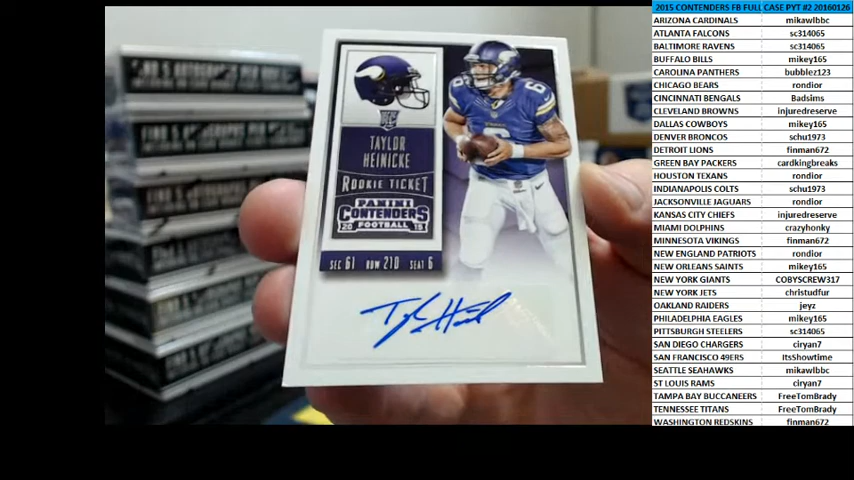 2015 CONTENDERS FB FULL CASE PYT #2 20160126
ARIZONA CARDINALS mikawlbbc
ATLANTA FALCONS sc314065
BALTIMORE RAVENS sc314065
BUFFALO BILLS mikey165
CAROLINA PANTHERS bubblez123
CHICAGO BEARS rondior
CINCINNATI BENGALS Badsims
CLEVELAND BROWNS injuredreserve
DALLAS COWBOYS mikey165
DENVER BRONCOS schu1973
DETROIT LIONS finman672
GREEN BAY PACKERS cardkingbreaks
HOUSTON TEXANS rondior
INDIANAPOLIS COLTS schu1973
JACKSONVILLE JAGUARS rondior
KANSAS CITY CHIEFS injuredreserve
MIAMI DOLPHINS crazyhonky
MINNESOTA VIKINGS finman672
NEW ENGLAND PATRIOTS rondior
NEW ORLEANS SAINTS mikey165
NEW YORK GIANTS COBYSCREW317
NEW YORK JETS christudfur
OAKLAND RAIDERS jeyz
PHILADELPHIA EAGLES mikey165
PITTSBURGH STEELERS sc314065
SAN DIEGO CHARGERS ciryan7
SAN FRANCISCO 49ERS ItsShowtime
SEATTLE SEAHAWKS mikawlbbc
ST LOUIS RAMS ciryan7
TAMPA BAY BUCCANEERS FreeTomBrady
TENNESSEE TITANS FreeTomBrady
WASHINGTON REDSKINS finman672
RC
TAYLOR
HEINICKE
ROOKIE TICKET
PANINI
CONTENDERS
FOOTBALL
2015
SEC 61 ROW 210 SEAT 6
VIKINGS
6
6